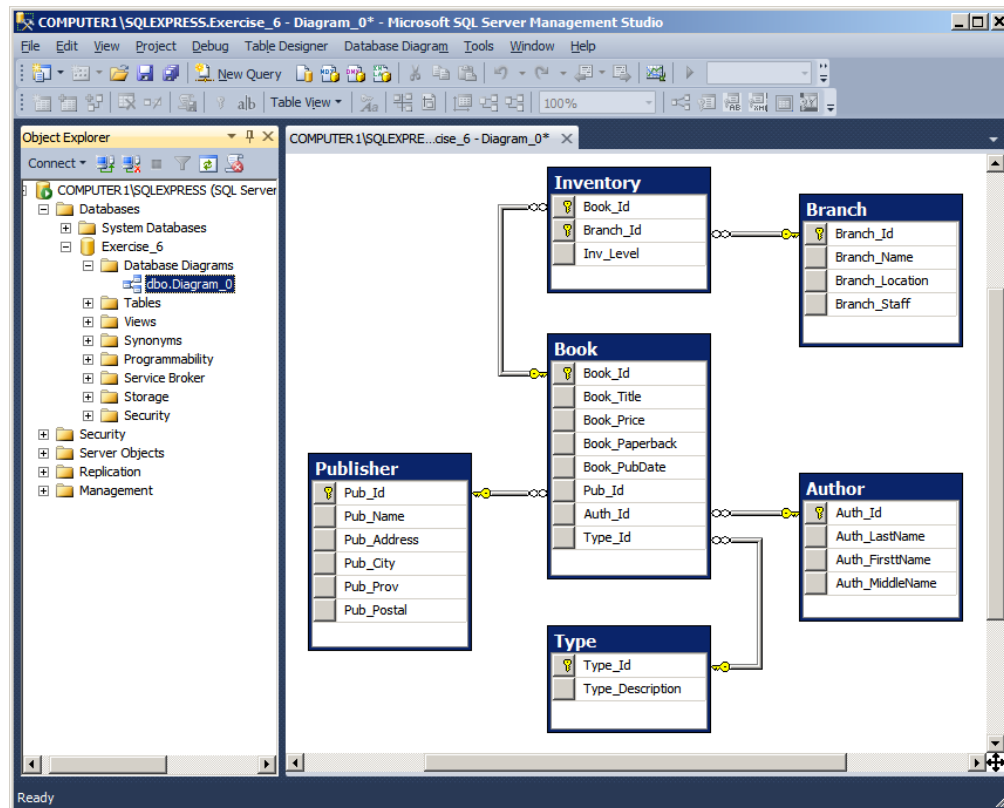 COMPUTER1\SQLEXPRESS.Exercise_6 - Diagram_0* - Microsoft SQL Server Management Studio
File Edit View Project Debug Table Designer Database Diagram Tools Window Help
New Query
alb Table View 100%
Object Explorer
Connect
COMPUTER1\SQLEXPRESS (SQL Server
Databases
System Databases
Exercise_6
Database Diagrams
dbo.Diagram_0
Tables
Views
Synonyms
Programmability
Service Broker
Storage
Security
Security
Server Objects
Replication
Management
COMPUTER1\SQLEXPRE...cise_6 - Diagram_0*
Inventory
Book_Id
Branch_Id
Inv_Level
Branch
Branch_Id
Branch_Name
Branch_Location
Branch_Staff
Book
Book_Id
Book_Title
Book_Price
Book_Paperback
Book_PubDate
Pub_Id
Auth_Id
Type_Id
Publisher
Pub_Id
Pub_Name
Pub_Address
Pub_City
Pub_Prov
Pub_Postal
Author
Auth_Id
Auth_LastName
Auth_FirsttName
Auth_MiddleName
Type
Type_Id
Type_Description
Ready